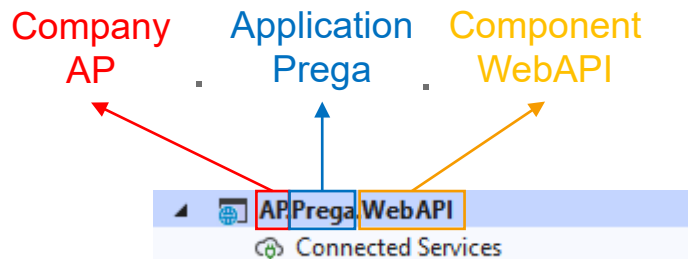 Company Application Component
AP . Prega . WebAPI
AP.Prega.WebAPI
Connected Services